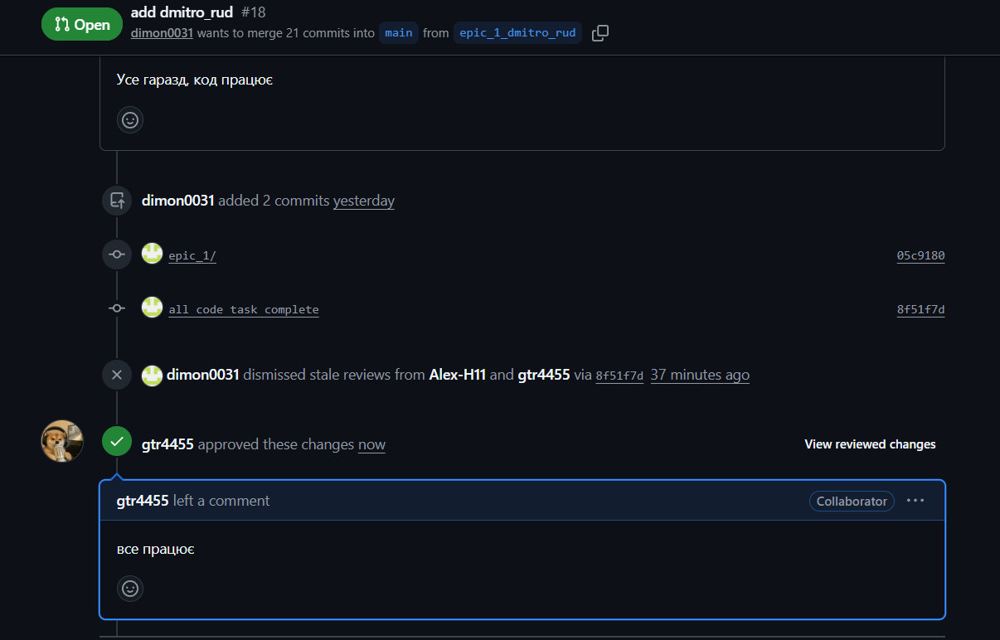 Open
add dmitro_rud #18
dimon0031 wants to merge 21 commits into main from epic_1_dmitro_rud
Усе гаразд, код працює
dimon0031 added 2 commits yesterday
epic_1/ 05c9180
all code task complete 8f51f7d
dimon0031 dismissed stale reviews from Alex-H11 and gtr4455 via 8f51f7d 37 minutes ago
gtr4455 approved these changes now View reviewed changes
gtr4455 left a comment Collaborator
все працює